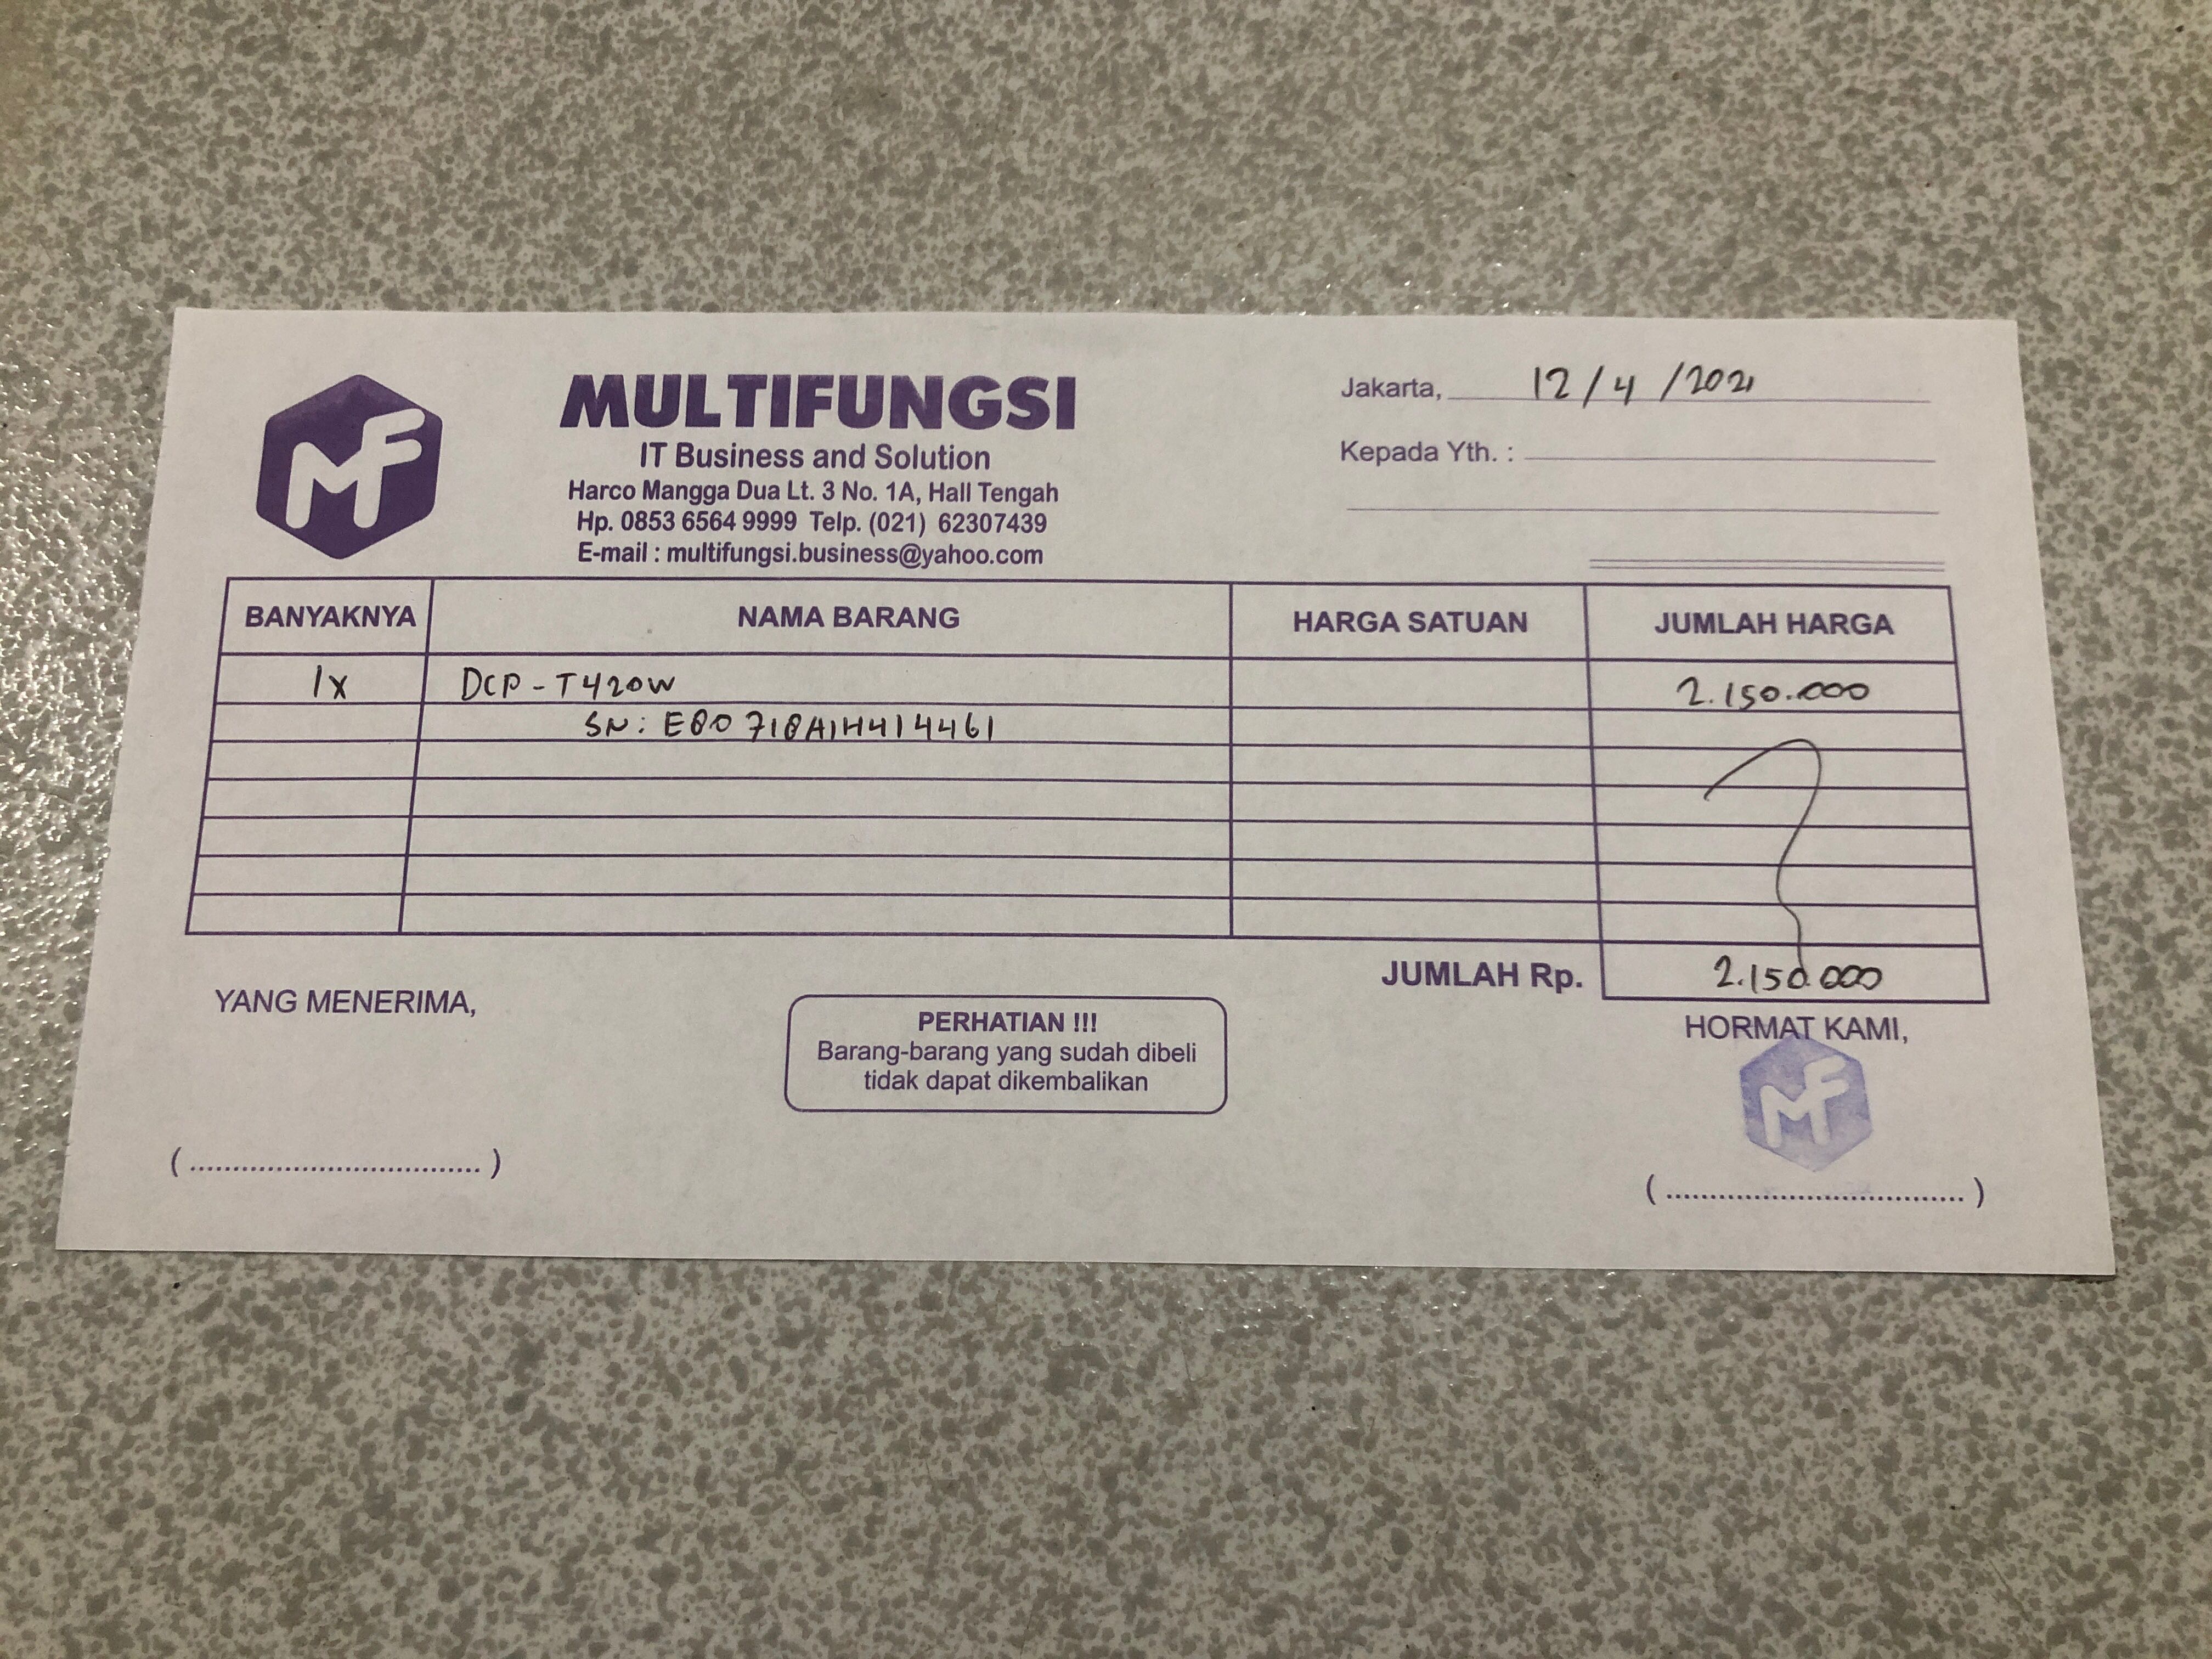 MF
MULTIFUNGSI
IT Business and Solution
Harco Mangga Dua Lt. 3 No. 1A, Hall Tengah
Hp. 0853 6564 9999 Telp. (021) 62307439
E-mail : multifungsi.business@yahoo.com
Jakarta, 12/4/2021
Kepada Yth. :
BANYAKNYA NAMA BARANG HARGA SATUAN JUMLAH HARGA
1x DCP-T420W 2.150.000
SN: E80718A1H414461
JUMLAH Rp. 2.150.000
YANG MENERIMA,
PERHATIAN !!!
Barang-barang yang sudah dibeli
tidak dapat dikembalikan
HORMAT KAMI,
MF
(.................................)
(.................................)